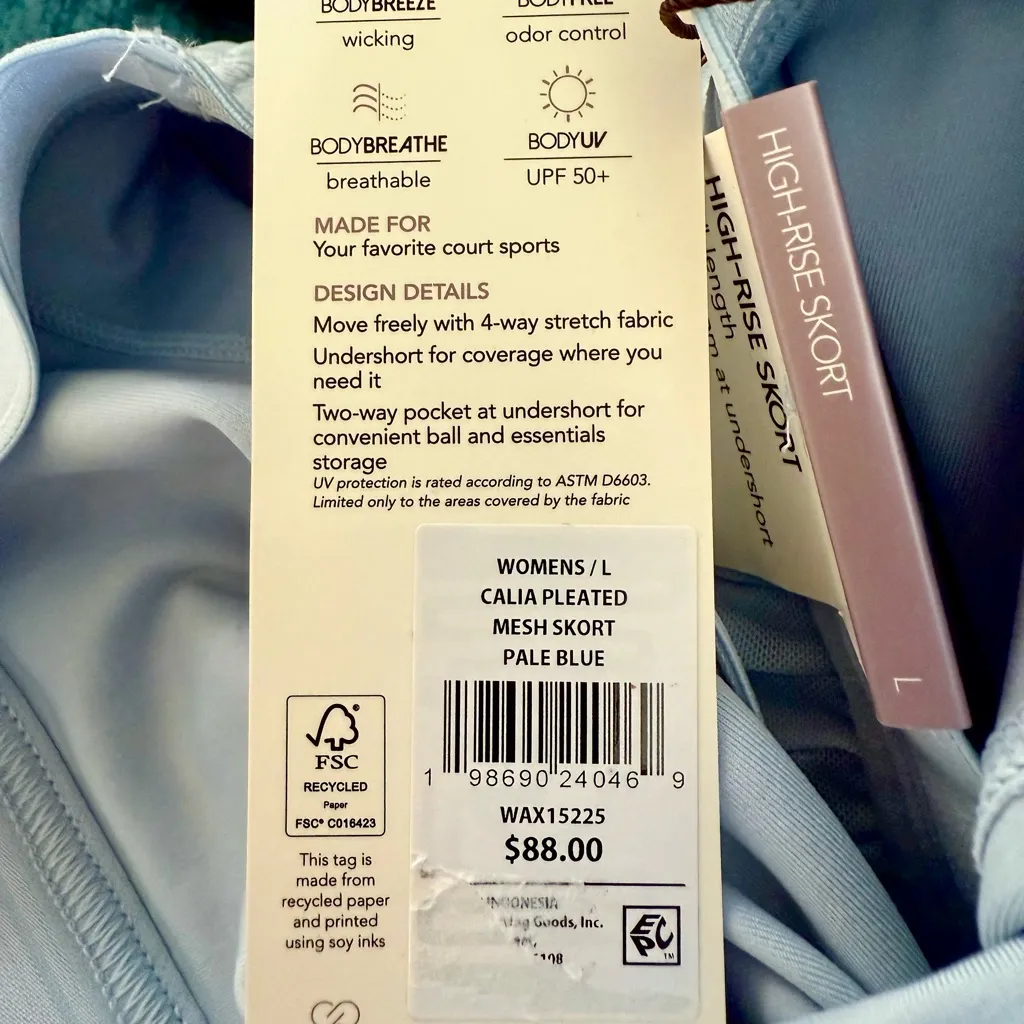 BODYBREEZE
wicking
BODYFREE
odor control
BODYBREATHE
breathable
BODYUV
UPF 50+
MADE FOR
Your favorite court sports
DESIGN DETAILS
Move freely with 4-way stretch fabric
Undershort for coverage where you
need it
Two-way pocket at undershort for
convenient ball and essentials
storage
UV protection is rated according to ASTM D6603.
Limited only to the areas covered by the fabric
WOMENS / L
CALIA PLEATED
MESH SKORT
PALE BLUE
1 98690 24046 9
WAX15225
$88.00
INDONESIA
Goods, Inc.
EPC
TM
FSC®
RECYCLED
Paper
FSC® C016423
This tag is
made from
recycled paper
and printed
using soy inks
HIGH-RISE SKORT
L
HIGH-RISE SKORT
length
at undershort